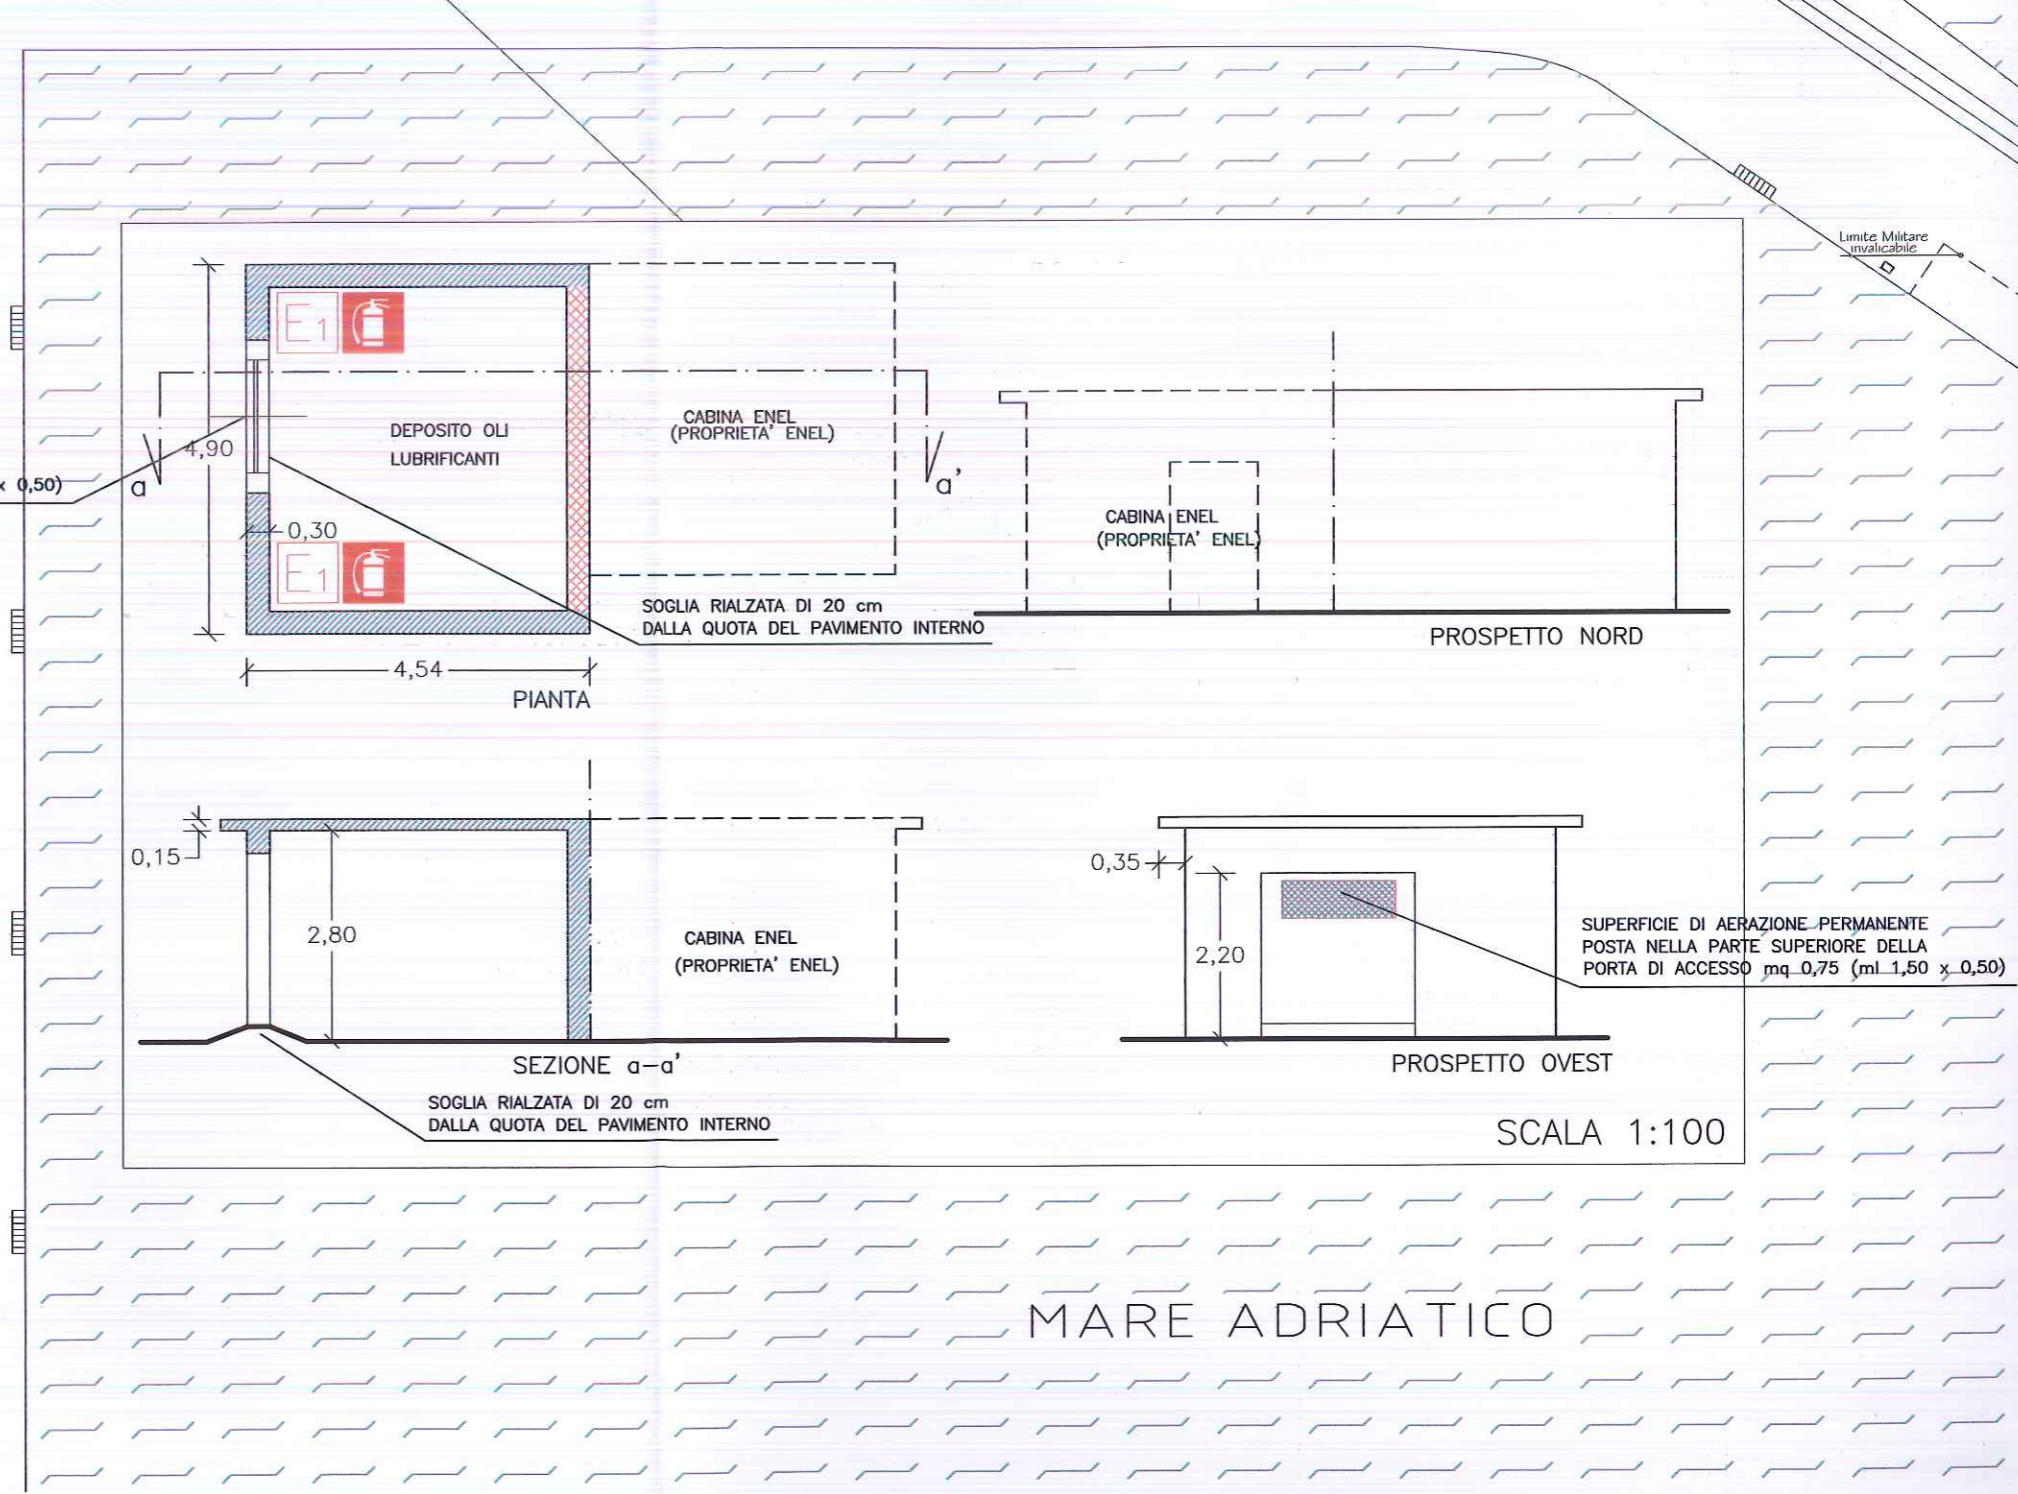 Limite Militare
invalicabile
E1
4,90
DEPOSITO OLI
LUBRIFICANTI
CABINA ENEL
(PROPRIETA' ENEL)
x 0,50)
a
a'
0,30
E1
CABINA ENEL
(PROPRIETA' ENEL)
SOGLIA RIALZATA DI 20 cm
DALLA QUOTA DEL PAVIMENTO INTERNO
PROSPETTO NORD
4,54
PIANTA
0,15
2,80
CABINA ENEL
(PROPRIETA' ENEL)
0,35
2,20
SUPERFICIE DI AERAZIONE PERMANENTE
POSTA NELLA PARTE SUPERIORE DELLA
PORTA DI ACCESSO mq 0,75 (ml 1,50 x 0,50)
SEZIONE a-a'
PROSPETTO OVEST
SOGLIA RIALZATA DI 20 cm
DALLA QUOTA DEL PAVIMENTO INTERNO
SCALA 1:100
MARE ADRIATICO